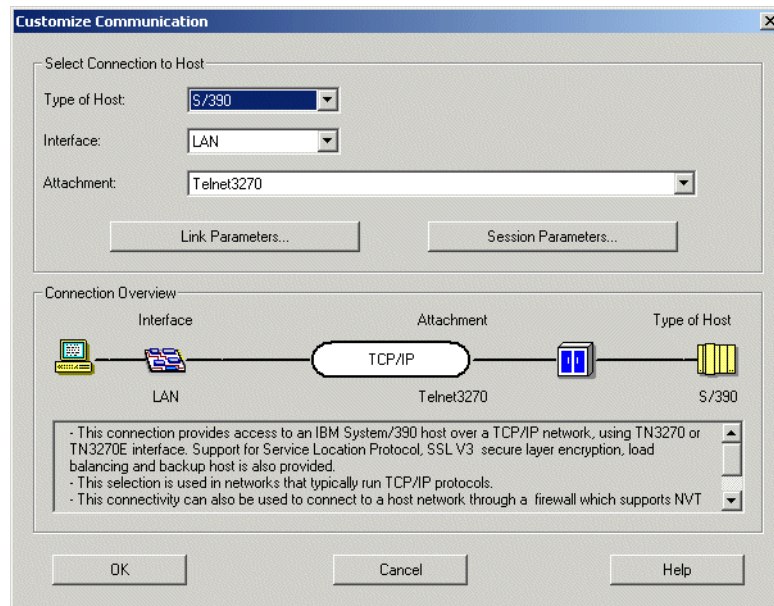 Customize Communication
Select Connection to Host
Type of Host:
S/390
Interface:
LAN
Attachment:
Telnet3270
Link Parameters...
Session Parameters...
Connection Overview
Interface
Attachment
Type of Host
TCP/IP
LAN
Telnet3270
S/390
- This connection provides access to an IBM System/390 host over a TCP/IP network, using TN3270 or
TN3270E interface. Support for Service Location Protocol, SSL V3 secure layer encryption, load
balancing and backup host is also provided.
- This selection is used in networks that typically run TCP/IP protocols.
- This connectivity can also be used to connect to a host network through a firewall which supports NVT
OK
Cancel
Help